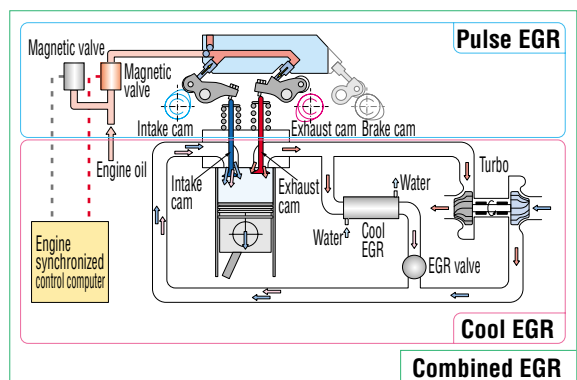 Pulse EGR
Magnetic valve
Magnetic
valve
Intake cam
Exhaust cam
Brake cam
Engine oil
Intake
cam
Exhaust
cam
Turbo
Water
Water
Cool
EGR
EGR valve
Engine
synchronized
control computer
Cool EGR
Combined EGR